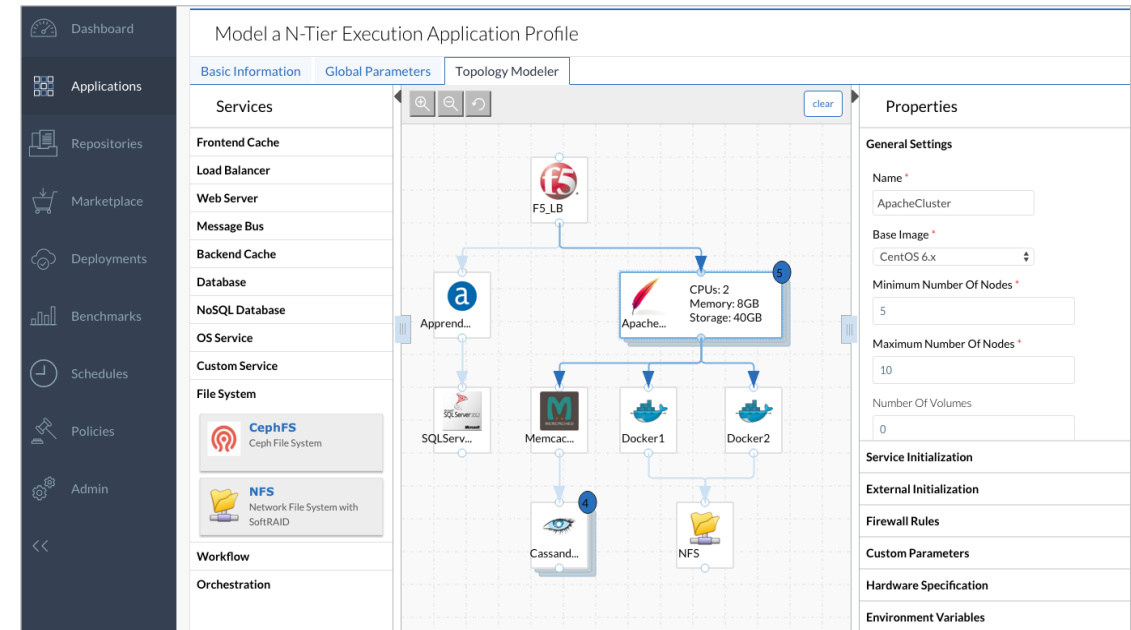 Dashboard
Applications
Repositories
Marketplace
Deployments
Benchmarks
Schedules
Policies
Admin
<<
Model a N-Tier Execution Application Profile
Basic Information
Global Parameters
Topology Modeler
Services
Frontend Cache
Load Balancer
Web Server
Message Bus
Backend Cache
Database
NoSQL Database
OS Service
Custom Service
File System
CephFS
Ceph File System
NFS
Network File System with
SoftRAID
Workflow
Orchestration
clear
f5
F5_LB
a
Apprend...
5
CPUs: 2
Memory: 8GB
Storage: 40GB
Apache...
SQLServer
SQLServ...
M
Memcac...
Docker1
Docker2
4
Cassand...
NFS
Properties
General Settings
Name *
ApacheCluster
Base Image *
CentOS 6.x
Minimum Number Of Nodes *
5
Maximum Number Of Nodes *
10
Number Of Volumes
0
Service Initialization
External Initialization
Firewall Rules
Custom Parameters
Hardware Specification
Environment Variables